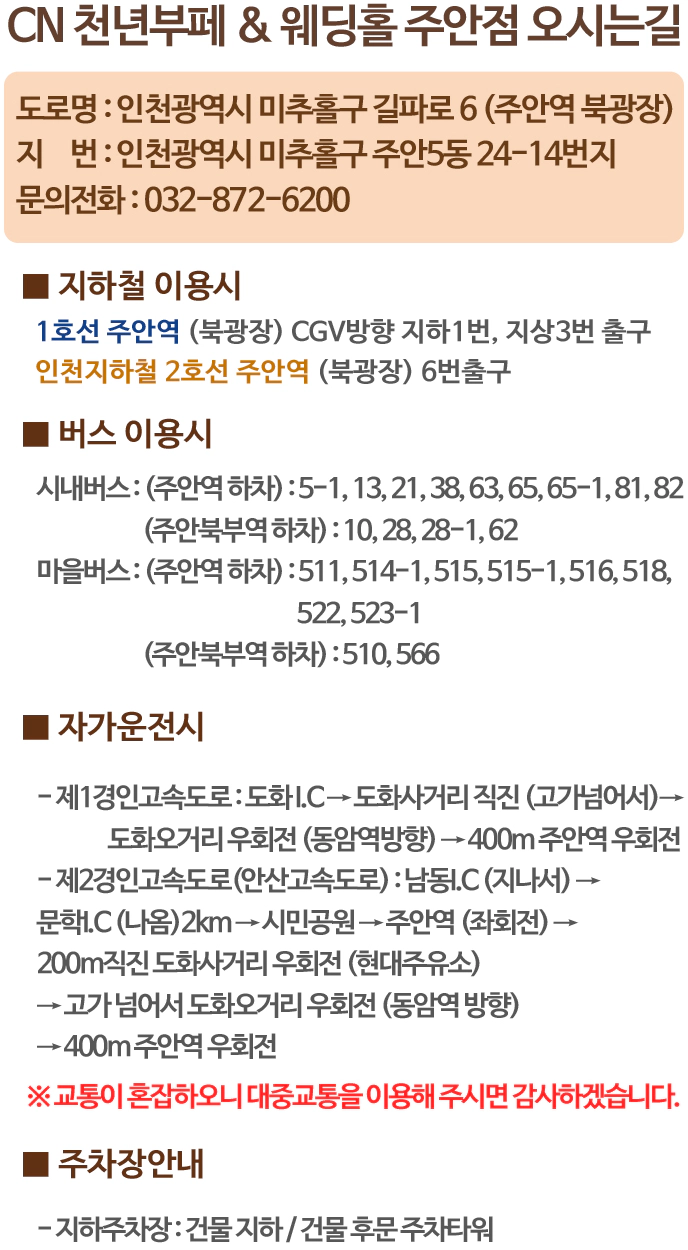 CN 천년부페 & 웨딩홀 주안점 오시는길
도로명 : 인천광역시 미추홀구 길파로 6 (주안역 북광장)
지 번 : 인천광역시 미추홀구 주안5동 24-14번지
문의전화 : 032-872-6200
■ 지하철 이용시
1호선 주안역 (북광장) CGV방향 지하1번, 지상3번 출구
인천지하철 2호선 주안역 (북광장) 6번출구
■ 버스 이용시
시내버스 : (주안역 하차) : 5-1, 13, 21, 38, 63, 65, 65-1, 81, 82
(주안북부역 하차) : 10, 28, 28-1, 62
마을버스 : (주안역 하차) : 511, 514-1, 515, 515-1, 516, 518,
522, 523-1
(주안북부역 하차) : 510, 566
■ 자가운전시
- 제1경인고속도로 : 도화 I.C → 도화사거리 직진 (고가넘어서)→
도화오거리 우회전 (동암역방향) → 400m 주안역 우회전
- 제2경인고속도로 (안산고속도로) : 남동I.C (지나서) →
문학I.C (나옴) 2km → 시민공원 → 주안역 (좌회전) →
200m직진 도화사거리 우회전 (현대주유소)
→ 고가 넘어서 도화오거리 우회전 (동암역 방향)
→ 400m 주안역 우회전
※ 교통이 혼잡하오니 대중교통을 이용해 주시면 감사하겠습니다.
■ 주차장안내
- 지하주차장 : 건물 지하 / 건물 후문 주차타워